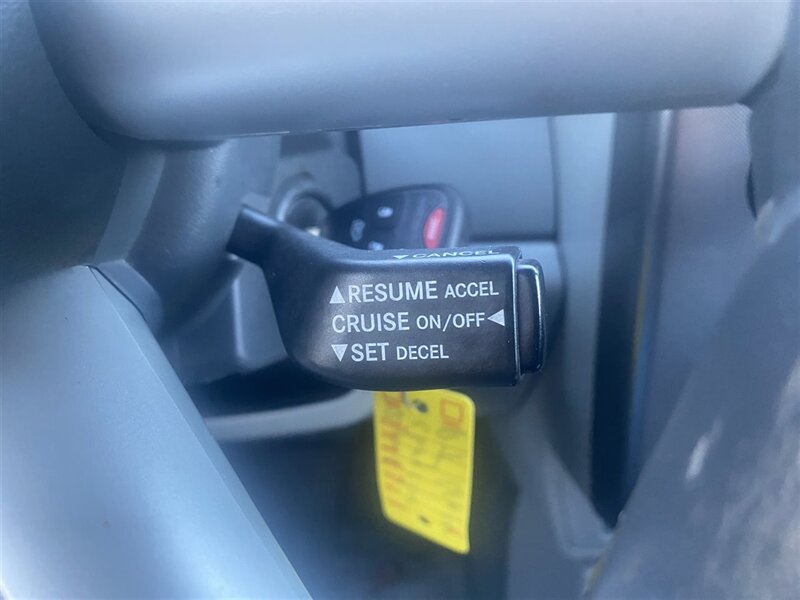 ▼CANCEL
▲RESUME ACCEL
CRUISE ON/OFF◀
▼SET DECEL